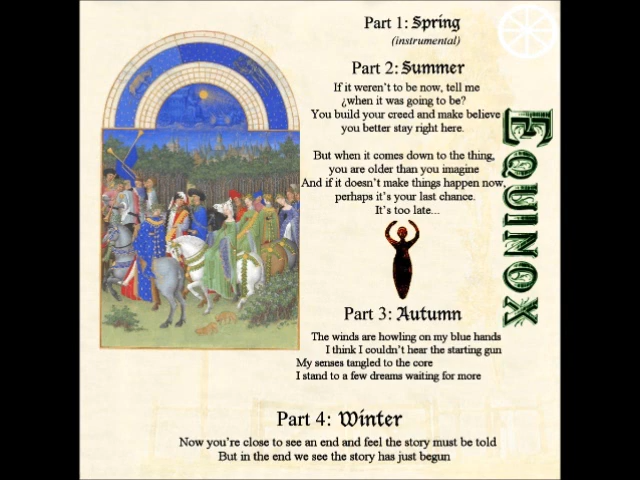 Part 1: Spring
(instrumental)
Part 2: Summer
If it weren't to be now, tell me
¿when it was going to be?
You build your creed and make believe
you better stay right here.
But when it comes down to the thing,
you are older than you imagine
And if it doesn't make things happen now,
perhaps it's your last chance.
It's too late...
Part 3: Autumn
The winds are howling on my blue hands
I think I couldn't hear the starting gun
My senses tangled to the core
I stand to a few dreams waiting for more
Part 4: Winter
Now you're close to see an end and feel the story must be told
But in the end we see the story has just begun
EQUINOX